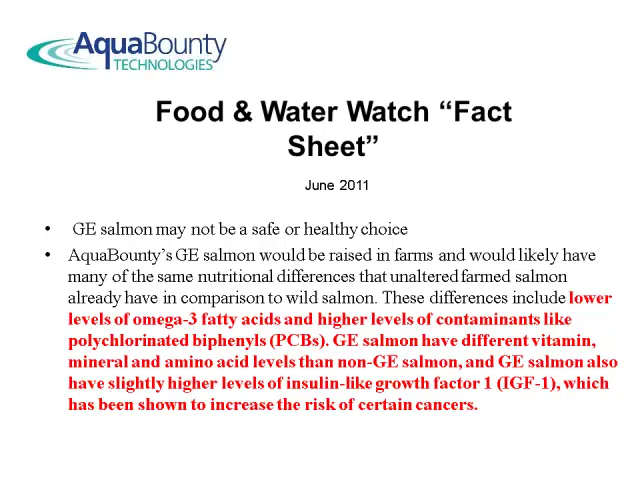 AquaBounty
TECHNOLOGIES
Food & Water Watch “Fact
Sheet”
June 2011
• GE salmon may not be a safe or healthy choice
• AquaBounty’s GE salmon would be raised in farms and would likely have
many of the same nutritional differences that unaltered farmed salmon
already have in comparison to wild salmon. These differences include lower
levels of omega-3 fatty acids and higher levels of contaminants like
polychlorinated biphenyls (PCBs). GE salmon have different vitamin,
mineral and amino acid levels than non-GE salmon, and GE salmon also
have slightly higher levels of insulin-like growth factor 1 (IGF-1), which
has been shown to increase the risk of certain cancers.